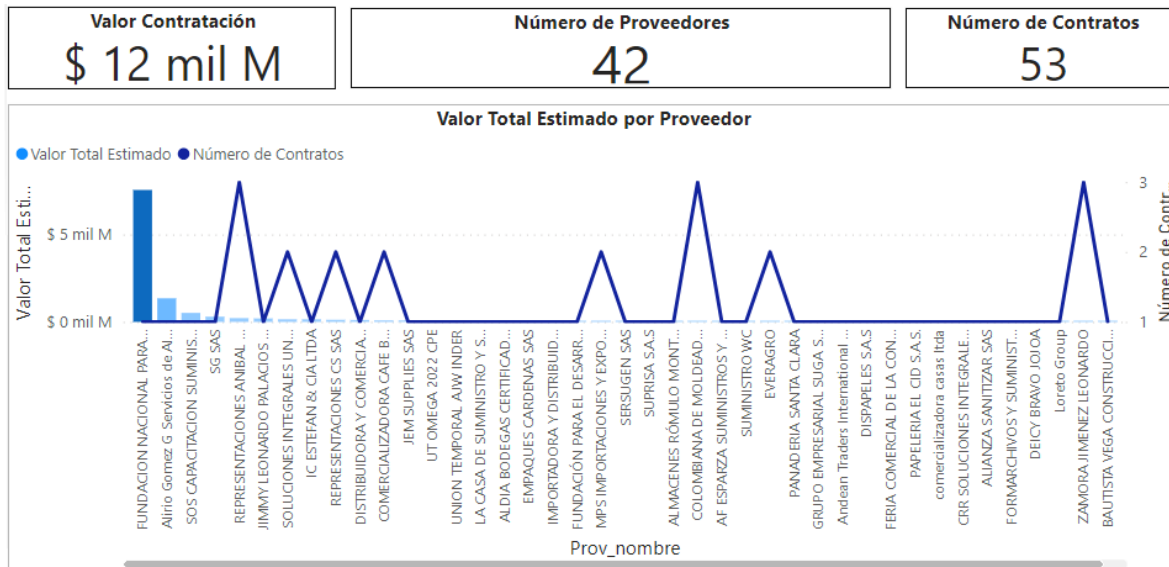 Valor Contratación
$ 12 mil M
Número de Proveedores
42
Número de Contratos
53
Valor Total Estimado por Proveedor
Valor Total Estimado
Número de Contratos
Valor Total Esti...
$ 5 mil M
$ 0 mil M
3
2
1
Número de Contr...
FUNDACION NACIONAL PARA...
Alirio Gomez G Servicios de Al...
SOS CAPACITACION SUMINIS...
SG SAS
REPRESENTACIONES ANIBAL ...
JIMMY LEONARDO PALACIOS ...
SOLUCIONES INTEGRALES UN...
IC ESTEFAN & CIA LTDA
REPRESENTACIONES CS SAS
DISTRIBUIDORA Y COMERCIA...
COMERCIALIZADORA CAFE B...
JEM SUPPLIES SAS
UT OMEGA 2022 CPE
UNION TEMPORAL AJW INDER
LA CASA DE SUMINISTRO Y S...
ALDIA BODEGAS CERTIFICAD...
EMPAQUES CARDENAS SAS
IMPORTADORA Y DISTRIBUID...
FUNDACIÓN PARA EL DESARR...
MPS IMPORTACIONES Y EXPO...
SERSUGEN SAS
SUPRISA S.A.S
ALMACENES RÓMULO MONT...
COLOMBIANA DE MOLDEAD...
AF ESPARZA SUMINISTROS Y ...
SUMINISTRO WC
EVERAGRO
PANADERIA SANTA CLARA
GRUPO EMPRESARIAL SUGA S...
Andean Traders International ...
DISPAPELES S.A.S
FERIA COMERCIAL DE LA CON...
PAPELERIA EL CID S.A.S.
comercializadora casas ltda
CRR SOLUCIONES INTEGRALE...
ALIANZA SANITIZAR SAS
FORMARCHIVOS Y SUMINIST...
DEICY BRAVO JOJOA
Loreto Group
ZAMORA JIMENEZ LEONARDO
BAUTISTA VEGA CONSTRUCCI...
Prov_nombre